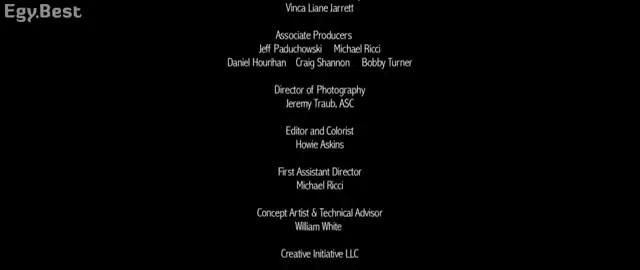 Egy.Best
Vinca Liane Jarrett
Associate Producers
Jeff Paduchowski Michael Ricci
Daniel Hourihan Craig Shannon Bobby Turner
Director of Photography
Jeremy Traub, ASC
Editor and Colorist
Howie Askins
First Assistant Director
Michael Ricci
Concept Artist & Technical Advisor
William White
Creative Initiative LLC